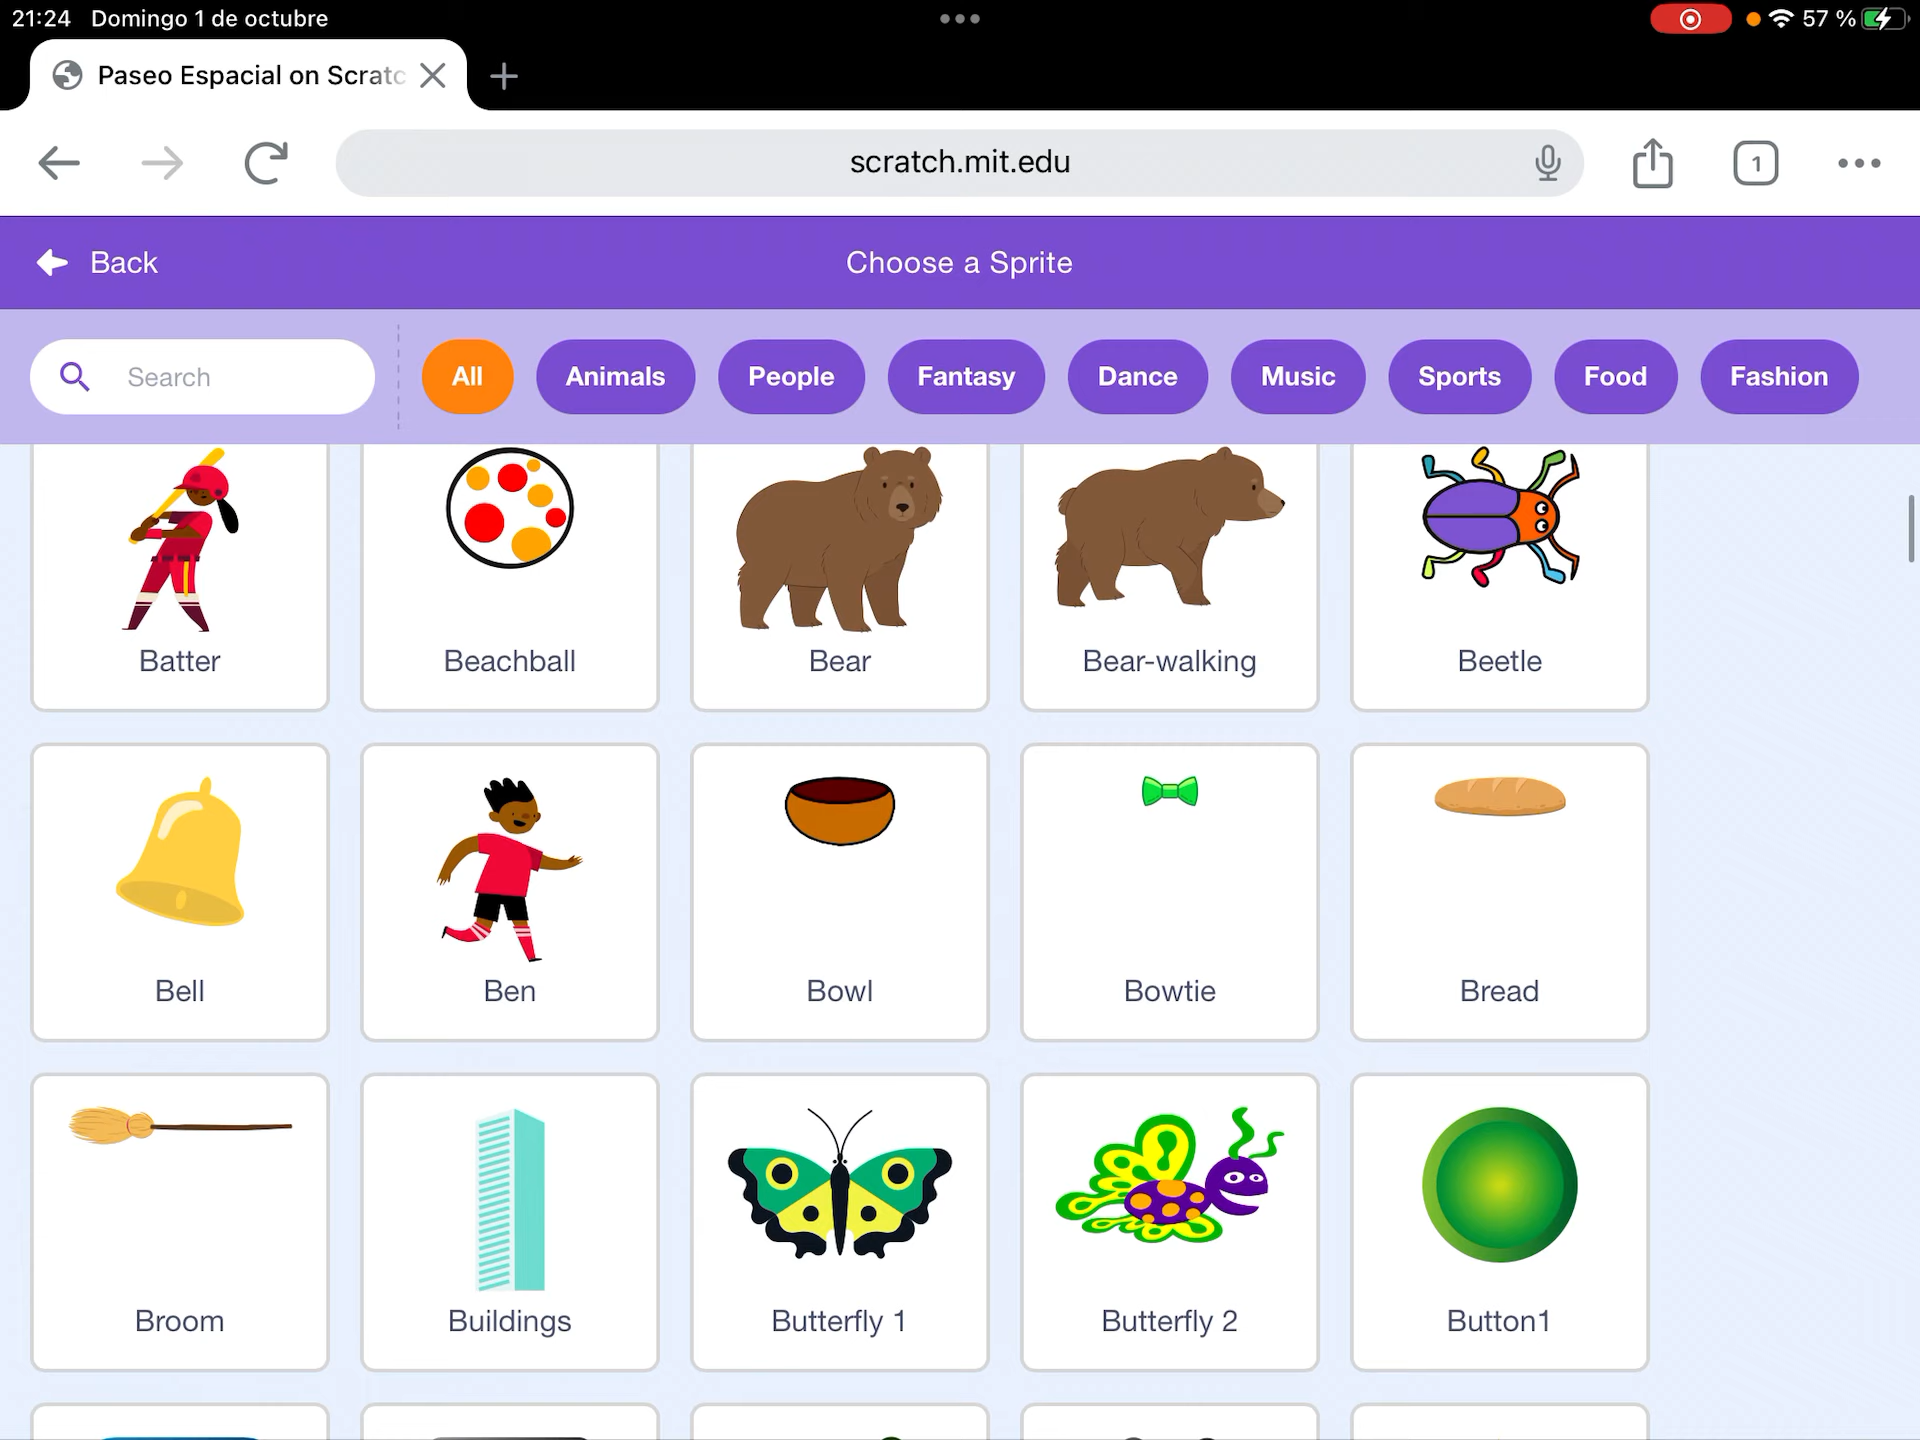 21:24 Domingo 1 de octubre
57 %
Paseo Espacial on Scratc
scratch.mit.edu
1
Back
Choose a Sprite
Search
All Animals People Fantasy Dance Music Sports Food Fashion
Batter Beachball Bear Bear-walking Beetle
Bell Ben Bowl Bowtie Bread
Broom Buildings Butterfly 1 Butterfly 2 Button1